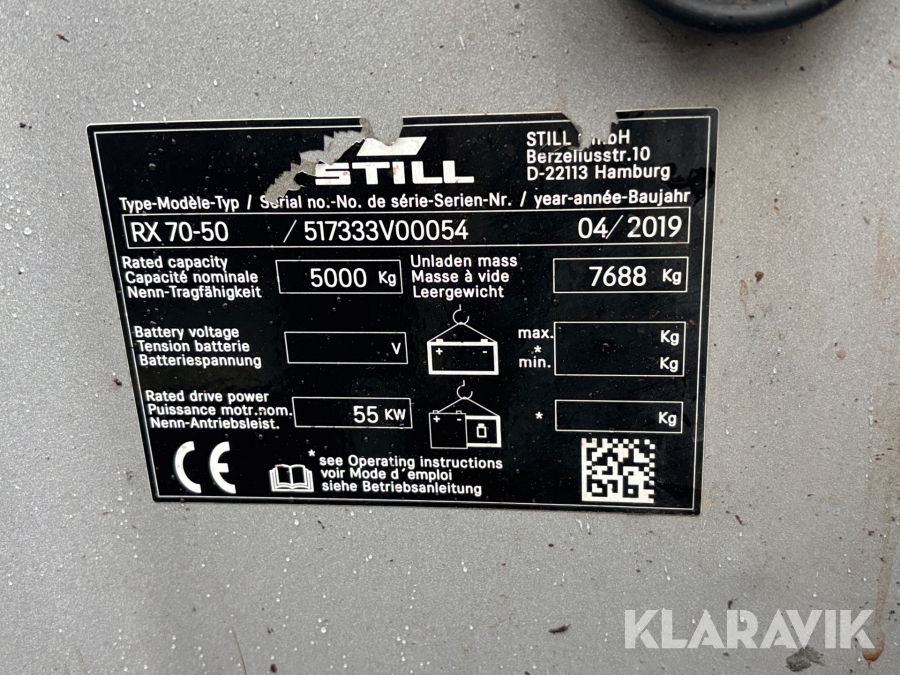 STILL
STILL GmbH
Berzeliusstr.10
D-22113 Hamburg
Type-Modèle-Typ / Serial no.-No. de série-Serien-Nr. / year-année-Baujahr
RX 70-50 / 517333V00054 04/2019
Rated capacity
Capacité nominale
Nenn-Tragfähigkeit
5000 Kg
Unladen mass
Masse à vide
Leergewicht
7688 Kg
Battery voltage
Tension batterie
Batteriespannung
V
+ -
max. Kg
*
min. Kg
Rated drive power
Puissance motr.nom.
Nenn-Antriebsleist.
55 KW
+
* Kg
CE
* see Operating instructions
voir Mode d´emploi
siehe Betriebsanleitung
KLARAVIK